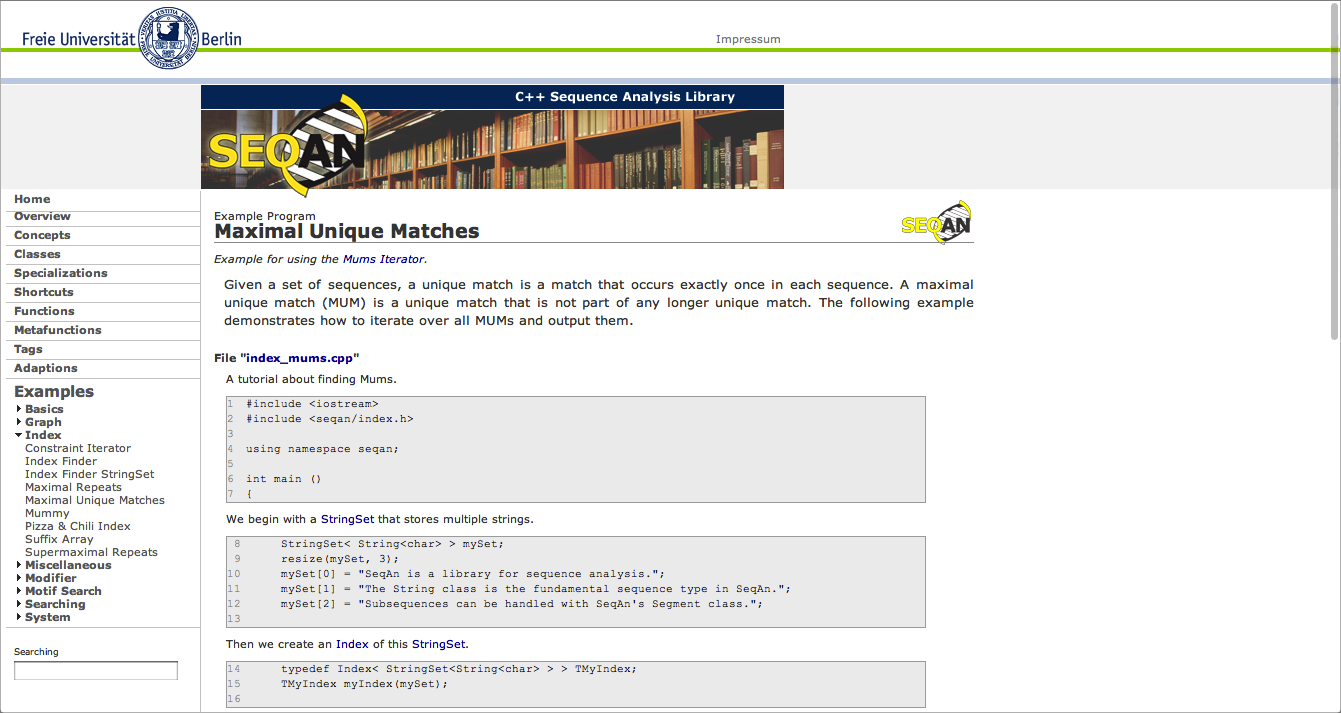 Freie Universität Berlin
Impressum
C++ Sequence Analysis Library
SEQAN
Home
Overview
Concepts
Classes
Specializations
Shortcuts
Functions
Metafunctions
Tags
Adaptions
Examples
Basics
Graph
Index
Constraint Iterator
Index Finder
Index Finder StringSet
Maximal Repeats
Maximal Unique Matches
Mummy
Pizza & Chili Index
Suffix Array
Supermaximal Repeats
Miscellaneous
Modifier
Motif Search
Searching
System
Searching
Example Program
Maximal Unique Matches
SEQAN
Example for using the Mums Iterator.
Given a set of sequences, a unique match is a match that occurs exactly once in each sequence. A maximal
unique match (MUM) is a unique match that is not part of any longer unique match. The following example
demonstrates how to iterate over all MUMs and output them.
File "index_mums.cpp"
A tutorial about finding Mums.
1 #include <iostream>
2 #include <seqan/index.h>
3
4 using namespace seqan;
5
6 int main ()
7 {
We begin with a StringSet that stores multiple strings.
8 StringSet< String<char> > mySet;
9 resize(mySet, 3);
10 mySet[0] = "SeqAn is a library for sequence analysis.";
11 mySet[1] = "The String class is the fundamental sequence type in SeqAn.";
12 mySet[2] = "Subsequences can be handled with SeqAn's Segment class.";
13
Then we create an Index of this StringSet.
14 typedef Index< StringSet<String<char> > > TMyIndex;
15 TMyIndex myIndex(mySet);
16